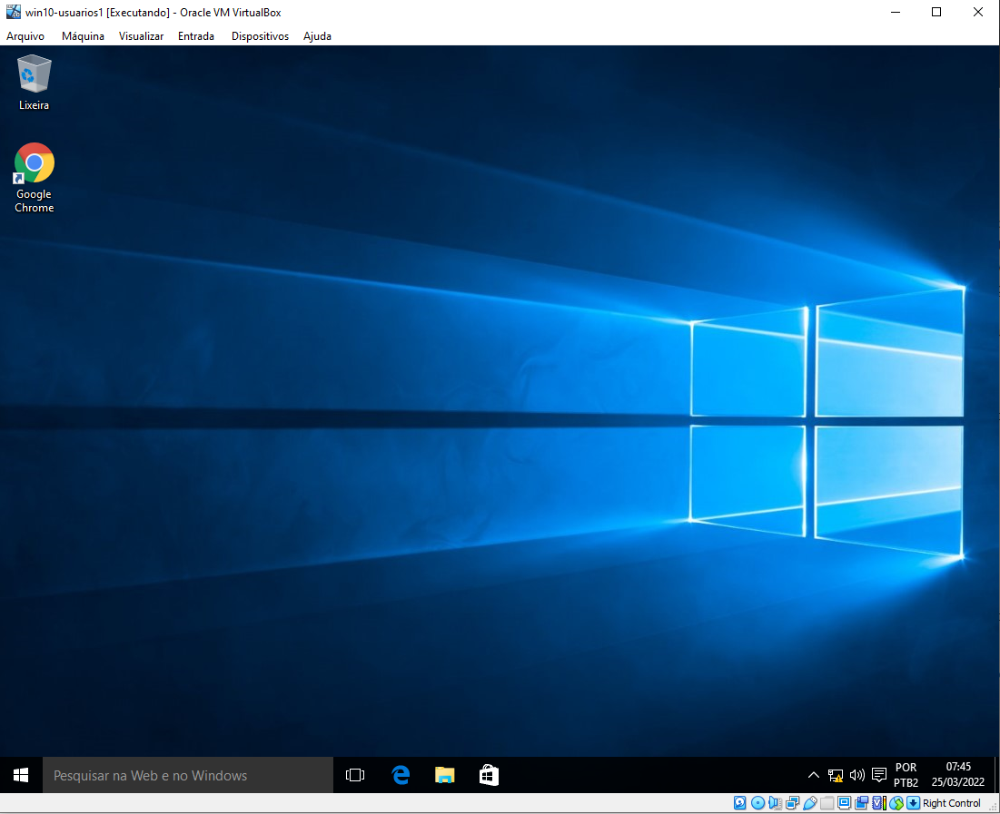 win10-usuarios1 [Executando] - Oracle VM VirtualBox
Arquivo Máquina Visualizar Entrada Dispositivos Ajuda
Lixeira
Google
Chrome
Pesquisar na Web e no Windows
POR
PTB2
07:45
25/03/2022
Right Control